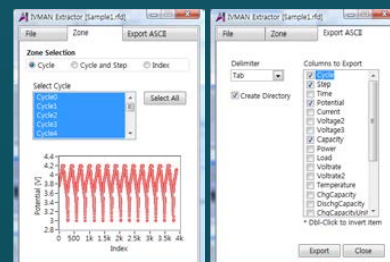 IVMAN Extractor [Sample1.rfd]
File Zone Export ASCII
Zone Selection
Cycle Cycle and Step Index
Select Cycle
Cycle0
Cycle1
Cycle2
Cycle3
Cycle4
Select All
4.4
4.2
4
3.8
3.6
3.4
3.2
3
2.8
Potential [V]
0 500 1k 1.5k 2k 2.5k 3k 3.5k 4k
Index
IVMAN Extractor [Sample1.rfd]
File Zone Export ASCII
Delimiter
Tab
Create Directory
Columns to Export
Cycle
Step
Time
Potential
Current
Voltage2
Voltage3
Capacity
Power
Load
Voltrate
Voltrate2
Temperature
ChgCapacity
DischgCapacity
* Dbl-Click to invert item
Export Close